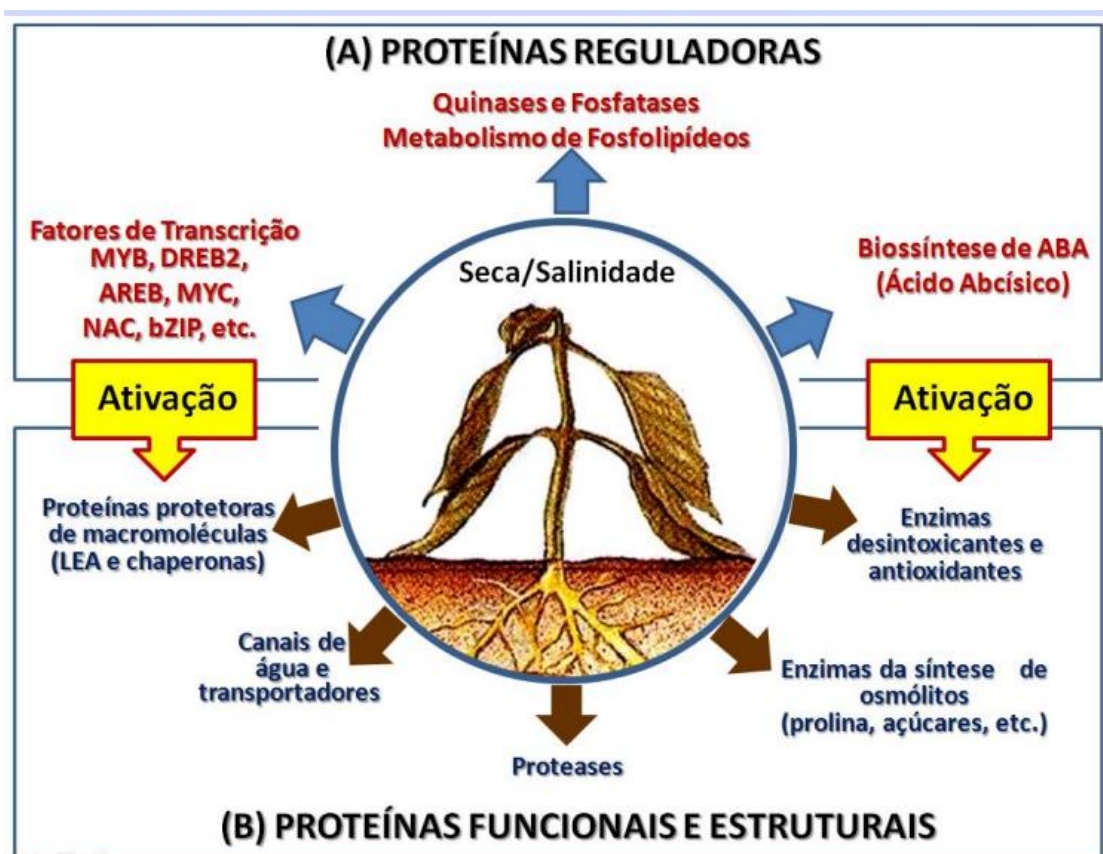 (A) PROTEÍNAS REGULADORAS
Quinases e Fosfatases
Metabolismo de Fosfolipídeos
Fatores de Transcrição
MYB, DREB2,
AREB, MYC,
NAC, bZIP, etc.
Seca/Salinidade
Biossíntese de ABA
(Ácido Abcísico)
Ativação
Ativação
Proteínas protetoras
de macromoléculas
(LEA e chaperonas)
Enzimas
desintoxicantes e
antioxidantes
Canais de
água e
transportadores
Enzimas da síntese de
osmólitos
(prolina, açúcares, etc.)
Proteases
(B) PROTEÍNAS FUNCIONAIS E ESTRUTURAIS